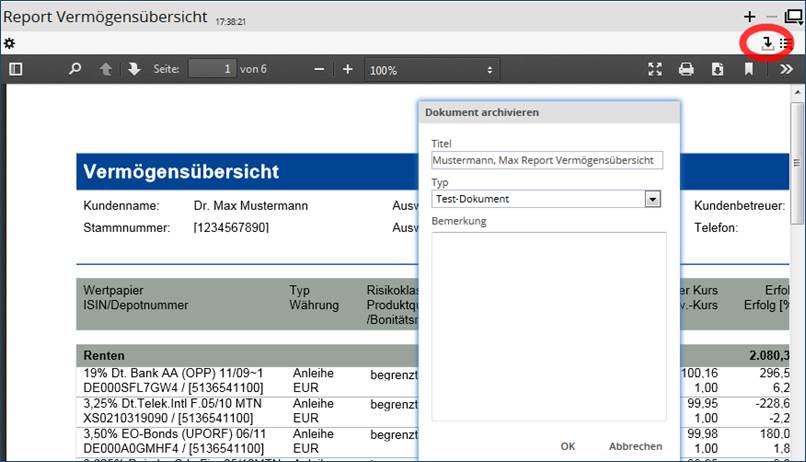 Report Vermögensübersicht 17:38:21
Seite: 1 von 6 100%
Dokument archivieren
Titel
Mustermann, Max Report Vermögensübersicht
Typ
Test-Dokument
Bemerkung
OK Abbrechen
Vermögensübersicht
Kundenname: Dr. Max Mustermann Ausw Kundenbetreuer:
Stammnummer: [1234567890] Ausw Telefon:
Wertpapier Typ Risikoklas er Kurs Erfol
ISIN/Depotnummer Währung Produktqu v.-Kurs Erfolg [%
/Bonitätsn
Renten 2.080,3
19% Dt. Bank AA (OPP) 11/09~1 Anleihe begrenzt 100,16 296,5
DE000SFL7GW4 / [5136541100] EUR 1,00 6,2
3,25% Dt.Telek.Intl F.05/10 MTN Anleihe begrenzt 99,95 -228,6
XS0210319090 / [5136541100] EUR 1,00 -2,2
3,50% EO-Bonds (UPORF) 06/11 Anleihe begrenzt 99,98 180,0
DE000A0GMHF4 / [5136541100] EUR 1,00 1,8